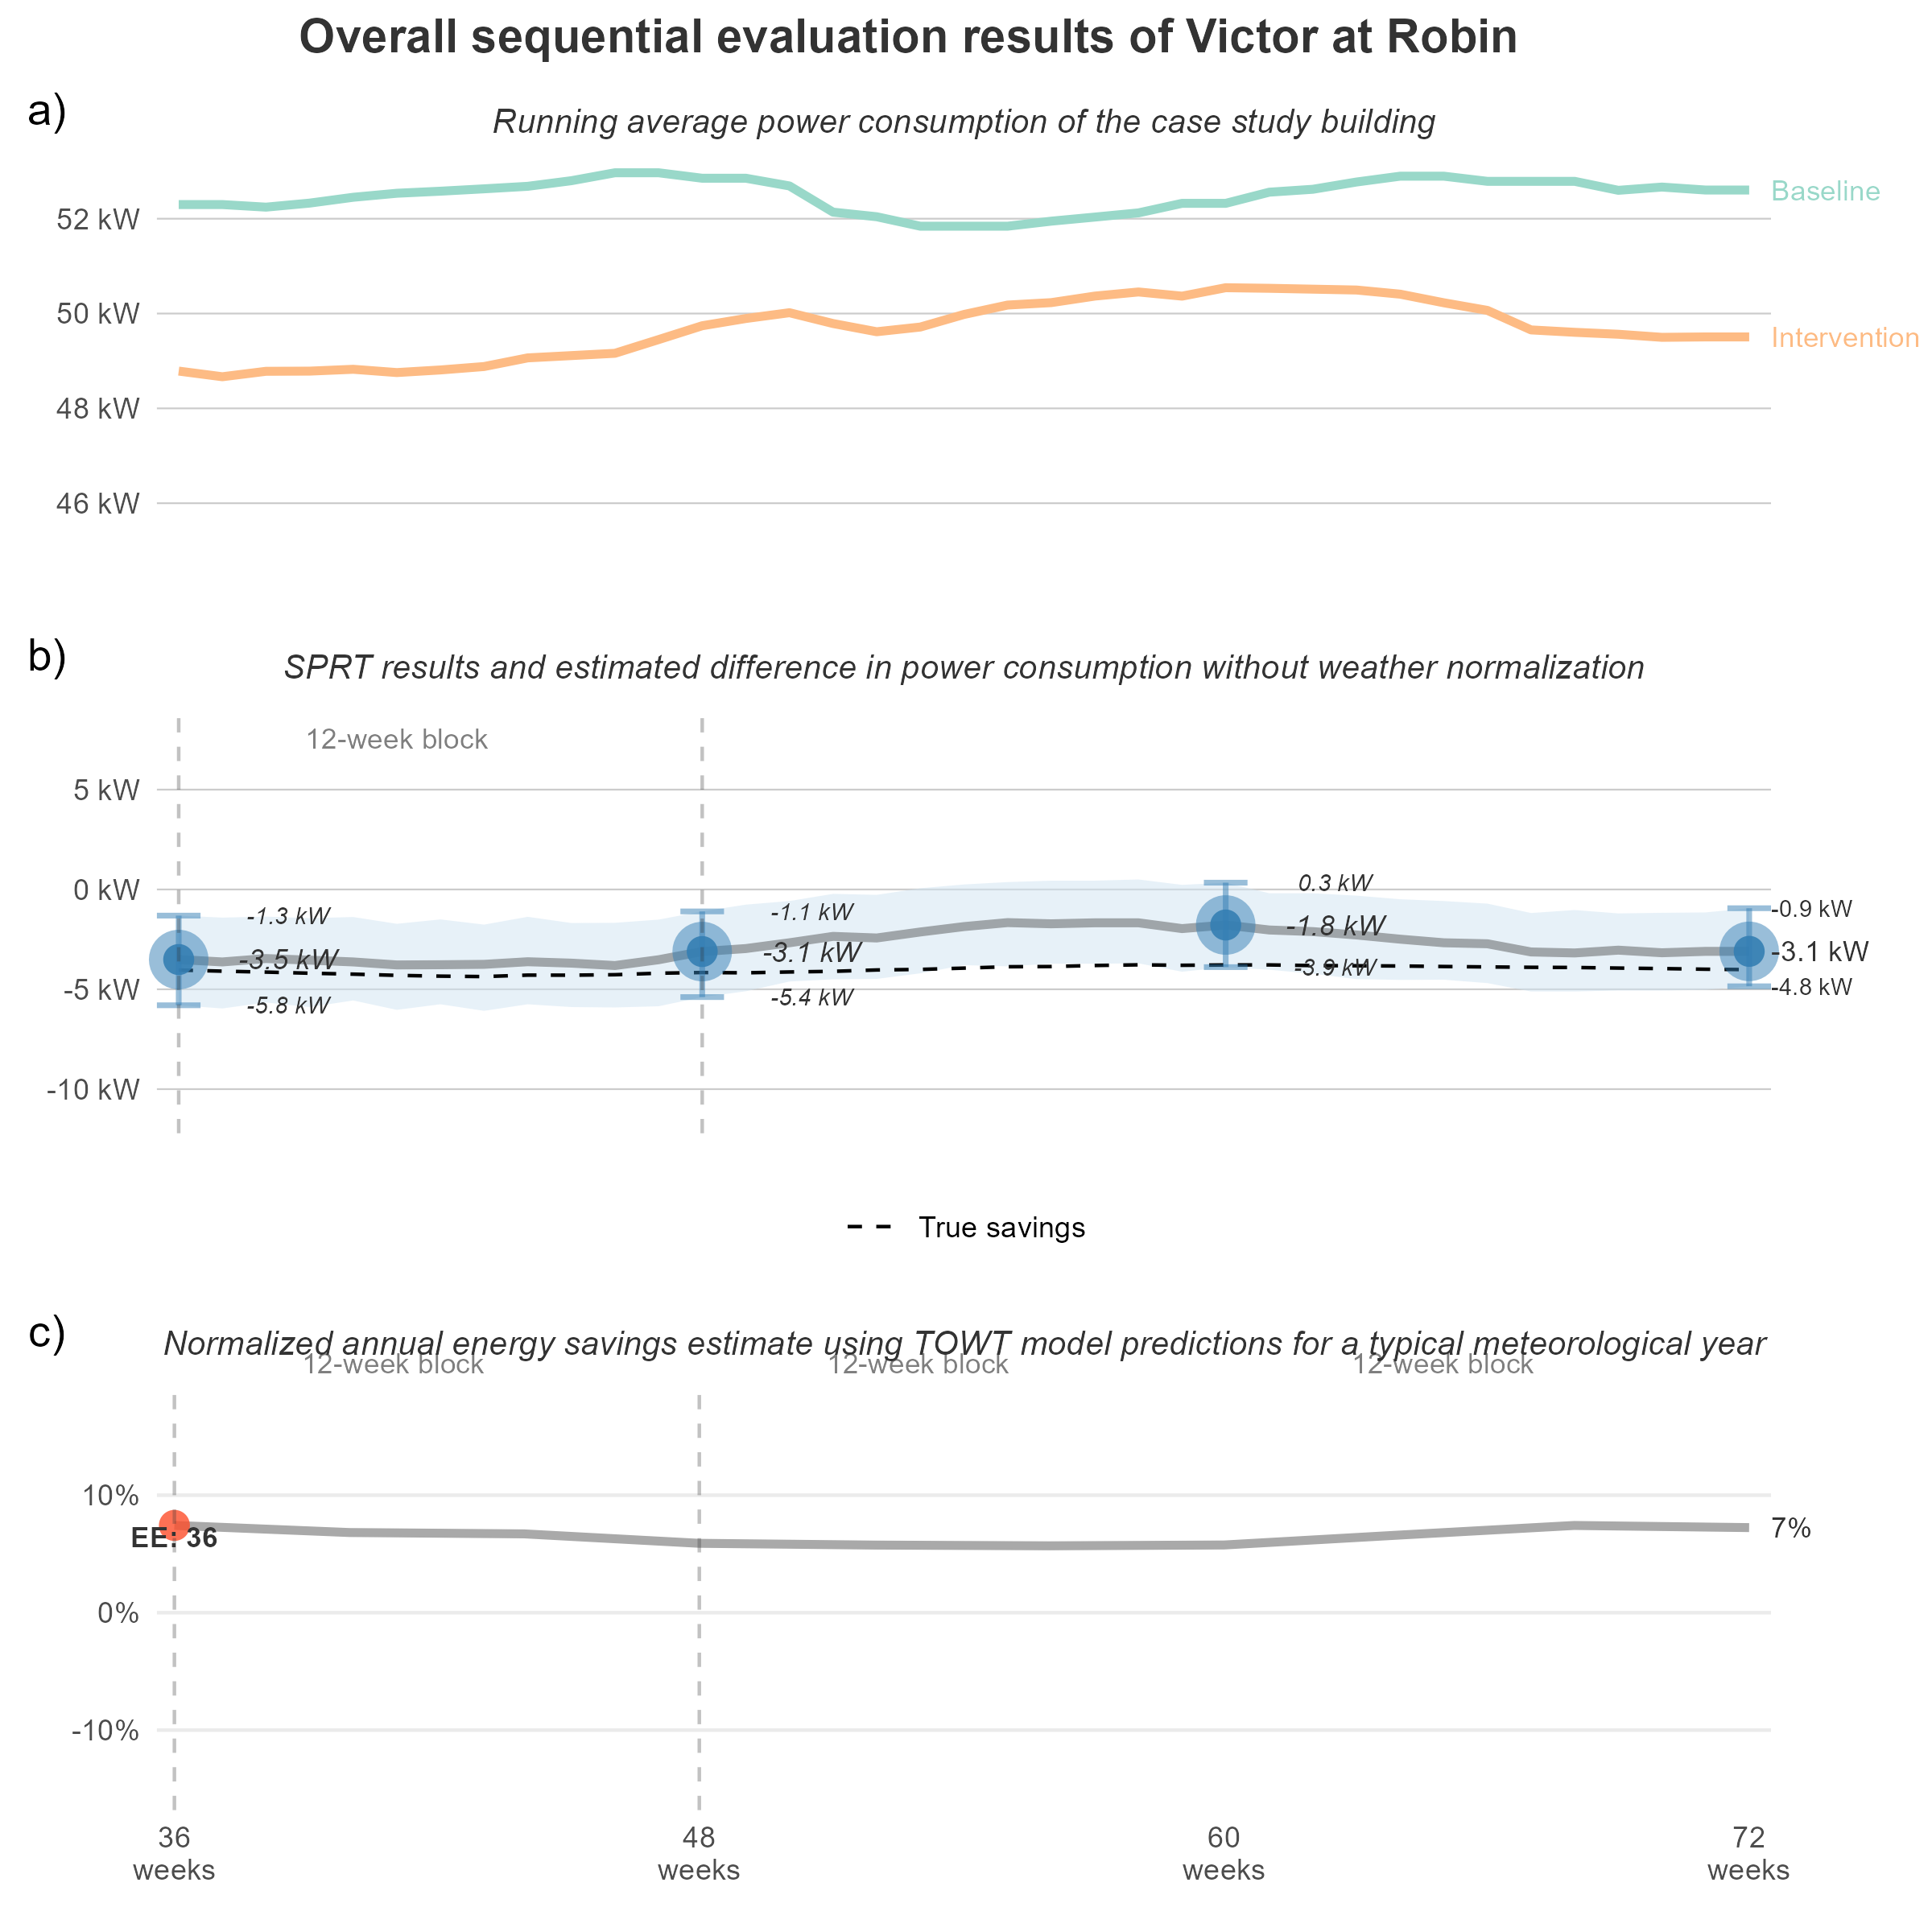 Overall sequential evaluation results of Victor at Robin
a)
Running average power consumption of the case study building
52 kW
50 kW
48 kW
46 kW
Baseline
Intervention
b)
SPRT results and estimated difference in power consumption without weather normalization
12-week block
5 kW
0 kW
-5 kW
-10 kW
-1.3 kW
-3.5 kW
-5.8 kW
-1.1 kW
-3.1 kW
-5.4 kW
0.3 kW
-1.8 kW
-3.9 kW
-0.9 kW
-3.1 kW
-4.8 kW
True savings
c)
Normalized annual energy savings estimate using TOWT model predictions for a typical meteorological year
12-week block
12-week block
12-week block
10%
0%
-10%
EE: 36
7%
36
weeks
48
weeks
60
weeks
72
weeks